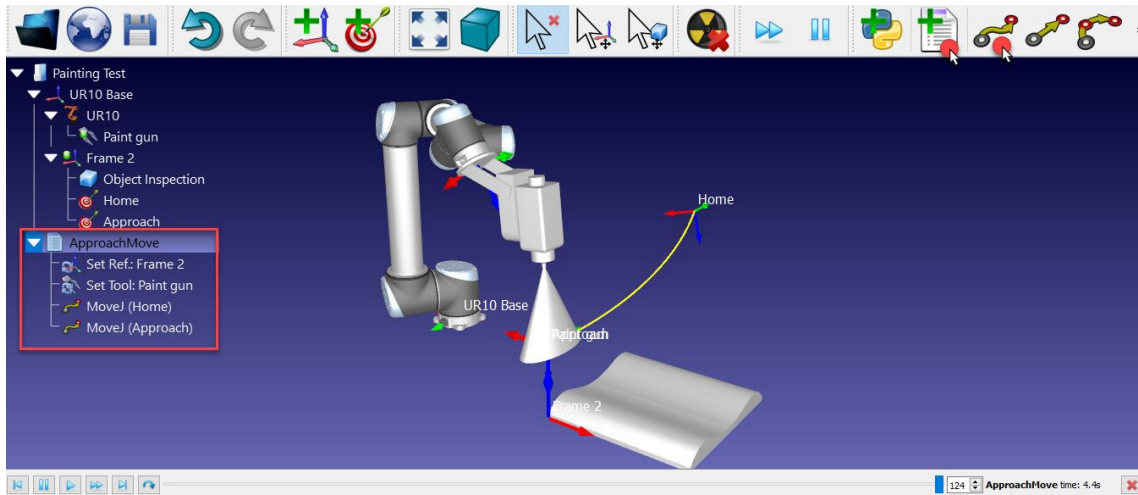 Painting Test
UR10 Base
UR10
Paint gun
Frame 2
Object Inspection
Home
Approach
ApproachMove
Set Ref.: Frame 2
Set Tool: Paint gun
MoveJ (Home)
MoveJ (Approach)
Home
UR10 Base
Frame 2
124 ApproachMove time: 4.4s